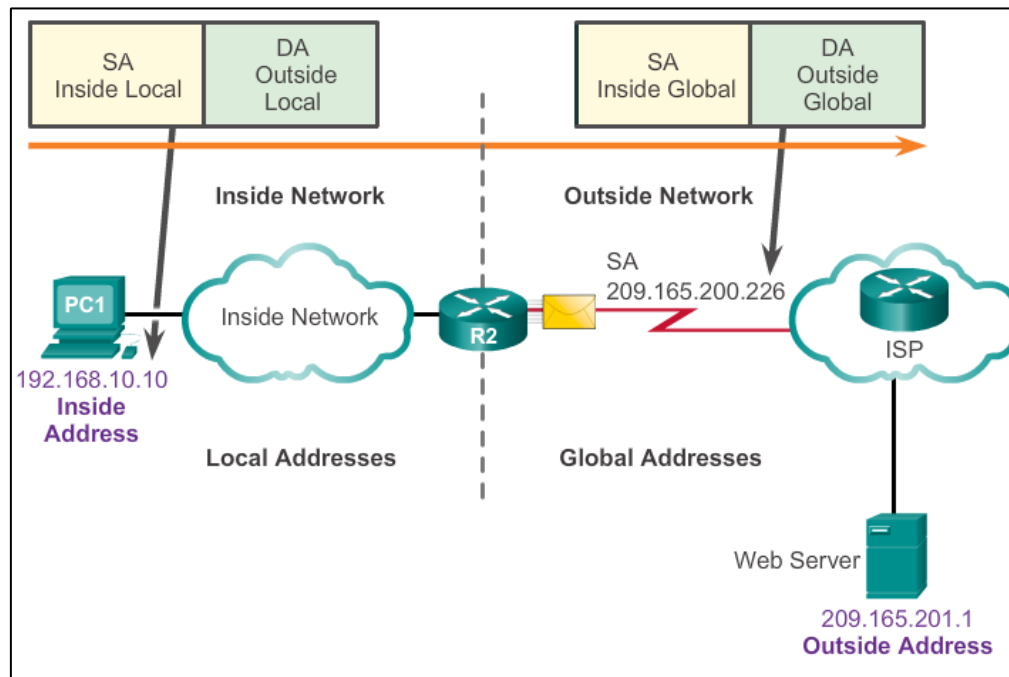 SA
Inside Local
DA
Outside
Local
SA
Inside Global
DA
Outside
Global
Inside Network
Outside Network
SA
209.165.200.226
PC1
Inside Network
R2
ISP
192.168.10.10
Inside
Address
Local Addresses
Global Addresses
Web Server
209.165.201.1
Outside Address